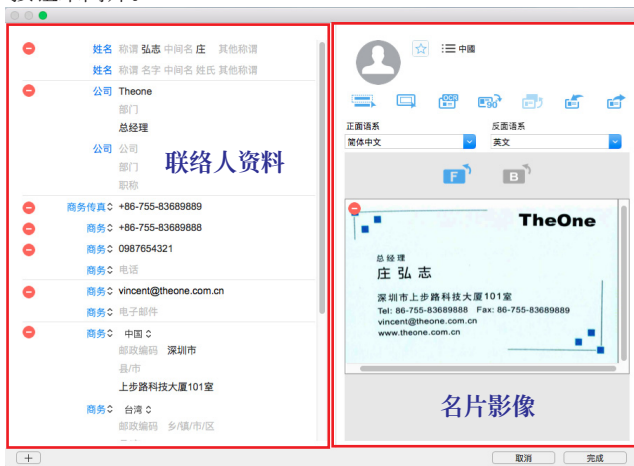 姓名 称谓 弘志 中间名 庄 其他称谓
姓名 称谓 名字 中间名 姓氏 其他称谓
公司 Theone
部门
总经理
公司 公司
部门
职称
联络人资料
商务传真 +86-755-83689889
商务 +86-755-83689888
商务 0987654321
商务 电话
商务 vincent@theone.com.cn
商务 电子邮件
商务 中国
邮政编码 深圳市
县/市
上步路科技大厦101室
商务 台湾
邮政编码 乡/镇/市/区
中國
OCR
90°
正面语系 反面语系
简体中文 英文
F B
TheOne
总经理
庄弘志
深圳市上步路科技大厦101室
Tel: 86-755-83689888 Fax: 86-755-83689889
vincent@theone.com.cn
www.theone.com.cn
名片影像
取消 完成